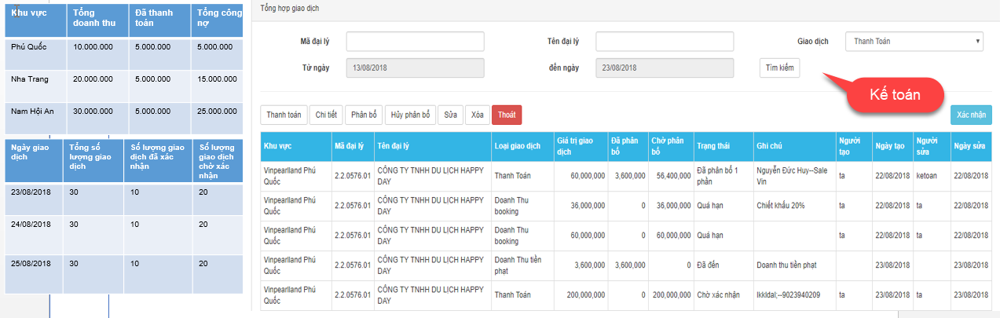 Khu vực Tổng doanh thu Đã thanh toán Tổng công nợ
Phú Quốc 10.000.000 5.000.000 5.000.000
Nha Trang 20.000.000 5.000.000 15.000.000
Nam Hội An 30.000.000 5.000.000 25.000.000
Ngày giao dịch Tổng số lượng giao dịch Số lượng giao dịch đã xác nhận Số lượng giao dịch chờ xác nhận
23/08/2018 30 10 20
24/08/2018 30 10 20
25/08/2018 30 10 20
Tổng hợp giao dịch
Mã đại lý Tên đại lý Giao dịch Thanh Toán
Từ ngày 13/08/2018 đến ngày 23/08/2018 Tìm kiếm
Kế toán
Thanh toán Chi tiết Phân bổ Hủy phân bổ Sửa Xóa Thoát Xác nhận
Khu vực Mã đại lý Tên đại lý Loại giao dịch Giá trị giao dịch Đã phân bổ Chờ phân bổ Trạng thái Ghi chú Người tạo Ngày tạo Người sửa Ngày sửa
Vinpearlland Phú Quốc 2.2.0576.01 CÔNG TY TNHH DU LỊCH HAPPY DAY Thanh Toán 60,000,000 3,600,000 56,400,000 Đã phân bổ 1 phần Nguyễn Đức Huy--Sale Vin ta 22/08/2018 ketoan 22/08/2018
Vinpearlland Phú Quốc 2.2.0576.01 CÔNG TY TNHH DU LỊCH HAPPY DAY Doanh Thu booking 36,000,000 0 36,000,000 Quá hạn Chiết khấu 20% ta 22/08/2018 ta 22/08/2018
Vinpearlland Phú Quốc 2.2.0576.01 CÔNG TY TNHH DU LỊCH HAPPY DAY Doanh Thu booking 60,000,000 0 60,000,000 Quá hạn ta 22/08/2018 ta 22/08/2018
Vinpearlland Phú Quốc 2.2.0576.01 CÔNG TY TNHH DU LỊCH HAPPY DAY Doanh Thu tiền phạt 3,600,000 3,600,000 0 Đã đến Doanh thu tiền phạt 23/08/2018 23/08/2018
Vinpearlland Phú Quốc 2.2.0576.01 CÔNG TY TNHH DU LỊCH HAPPY DAY Thanh Toán 200,000,000 0 200,000,000 Chờ xác nhận lkkldal;--9023940209 ta 23/08/2018 ta 23/08/2018